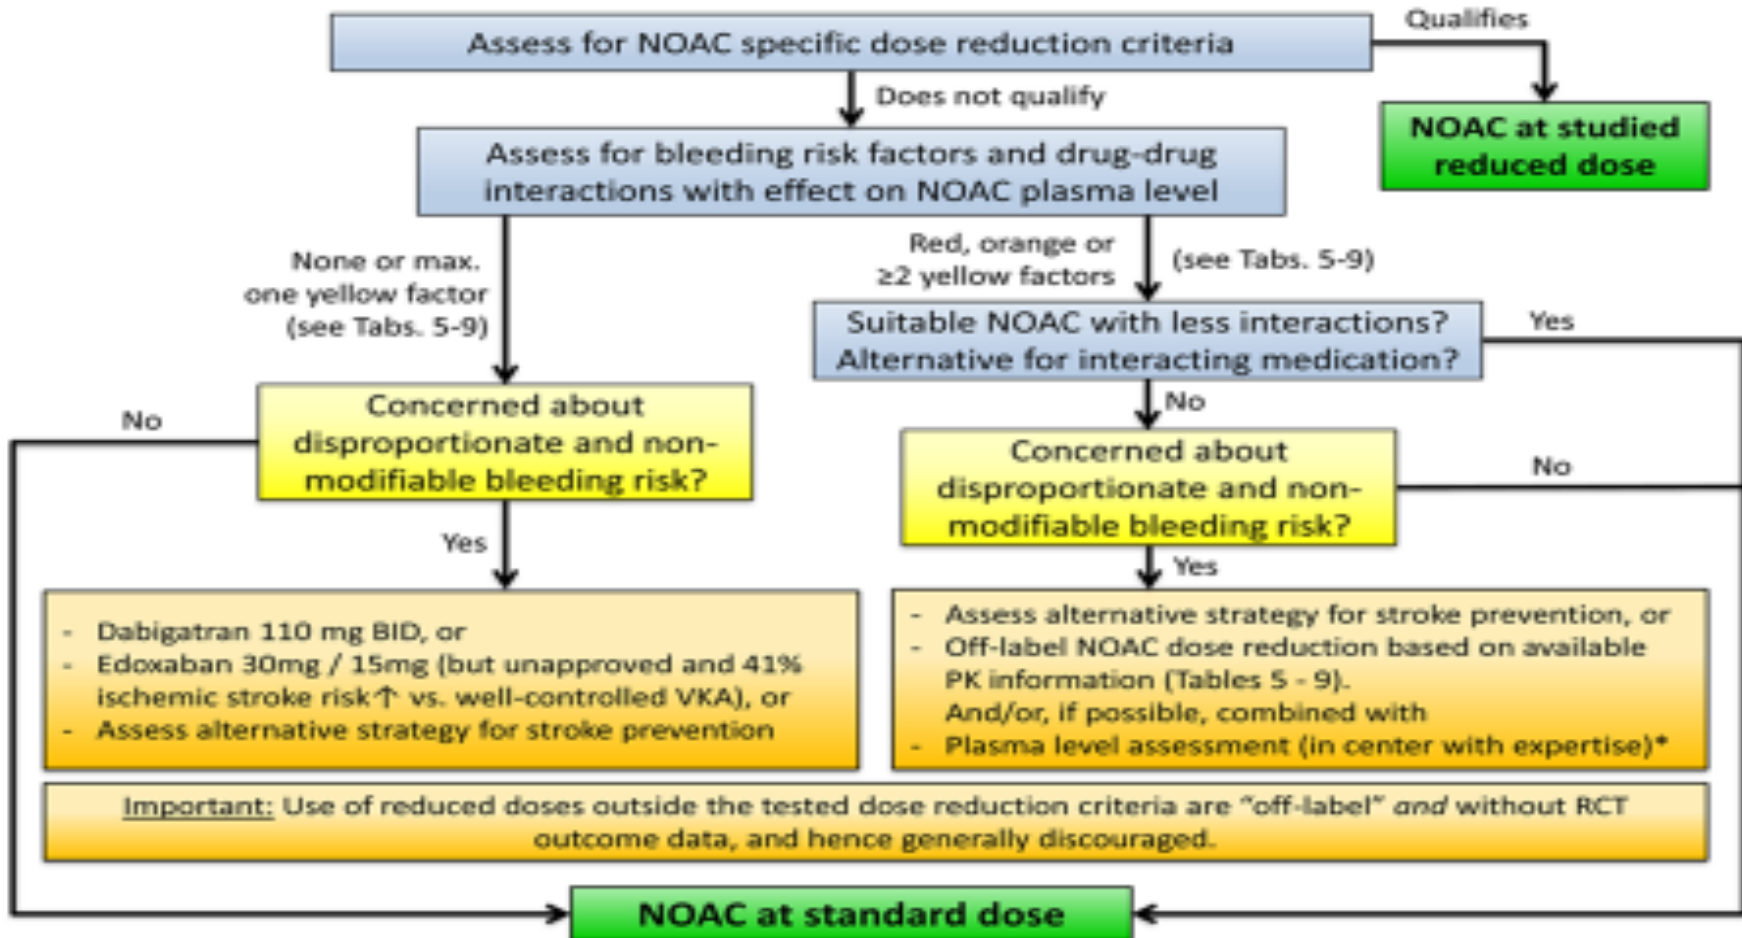 Assess for NOAC specific dose reduction criteria
Qualifies
Does not qualify
NOAC at studied
reduced dose
Assess for bleeding risk factors and drug-drug
interactions with effect on NOAC plasma level
None or max.
one yellow factor
(see Tabs. 5-9)
Red, orange or
≥2 yellow factors
(see Tabs. 5-9)
Suitable NOAC with less interactions?
Alternative for interacting medication?
Yes
No
Concerned about
disproportionate and non-
modifiable bleeding risk?
No
Concerned about
disproportionate and non-
modifiable bleeding risk?
No
Yes
Yes
- Dabigatran 110 mg BID, or
- Edoxaban 30mg / 15mg (but unapproved and 41%
ischemic stroke risk↑ vs. well-controlled VKA), or
- Assess alternative strategy for stroke prevention
- Assess alternative strategy for stroke prevention, or
- Off-label NOAC dose reduction based on available
PK information (Tables 5 - 9).
And/or, if possible, combined with
- Plasma level assessment (in center with expertise)*
Important: Use of reduced doses outside the tested dose reduction criteria are “off-label” and without RCT
outcome data, and hence generally discouraged.
NOAC at standard dose